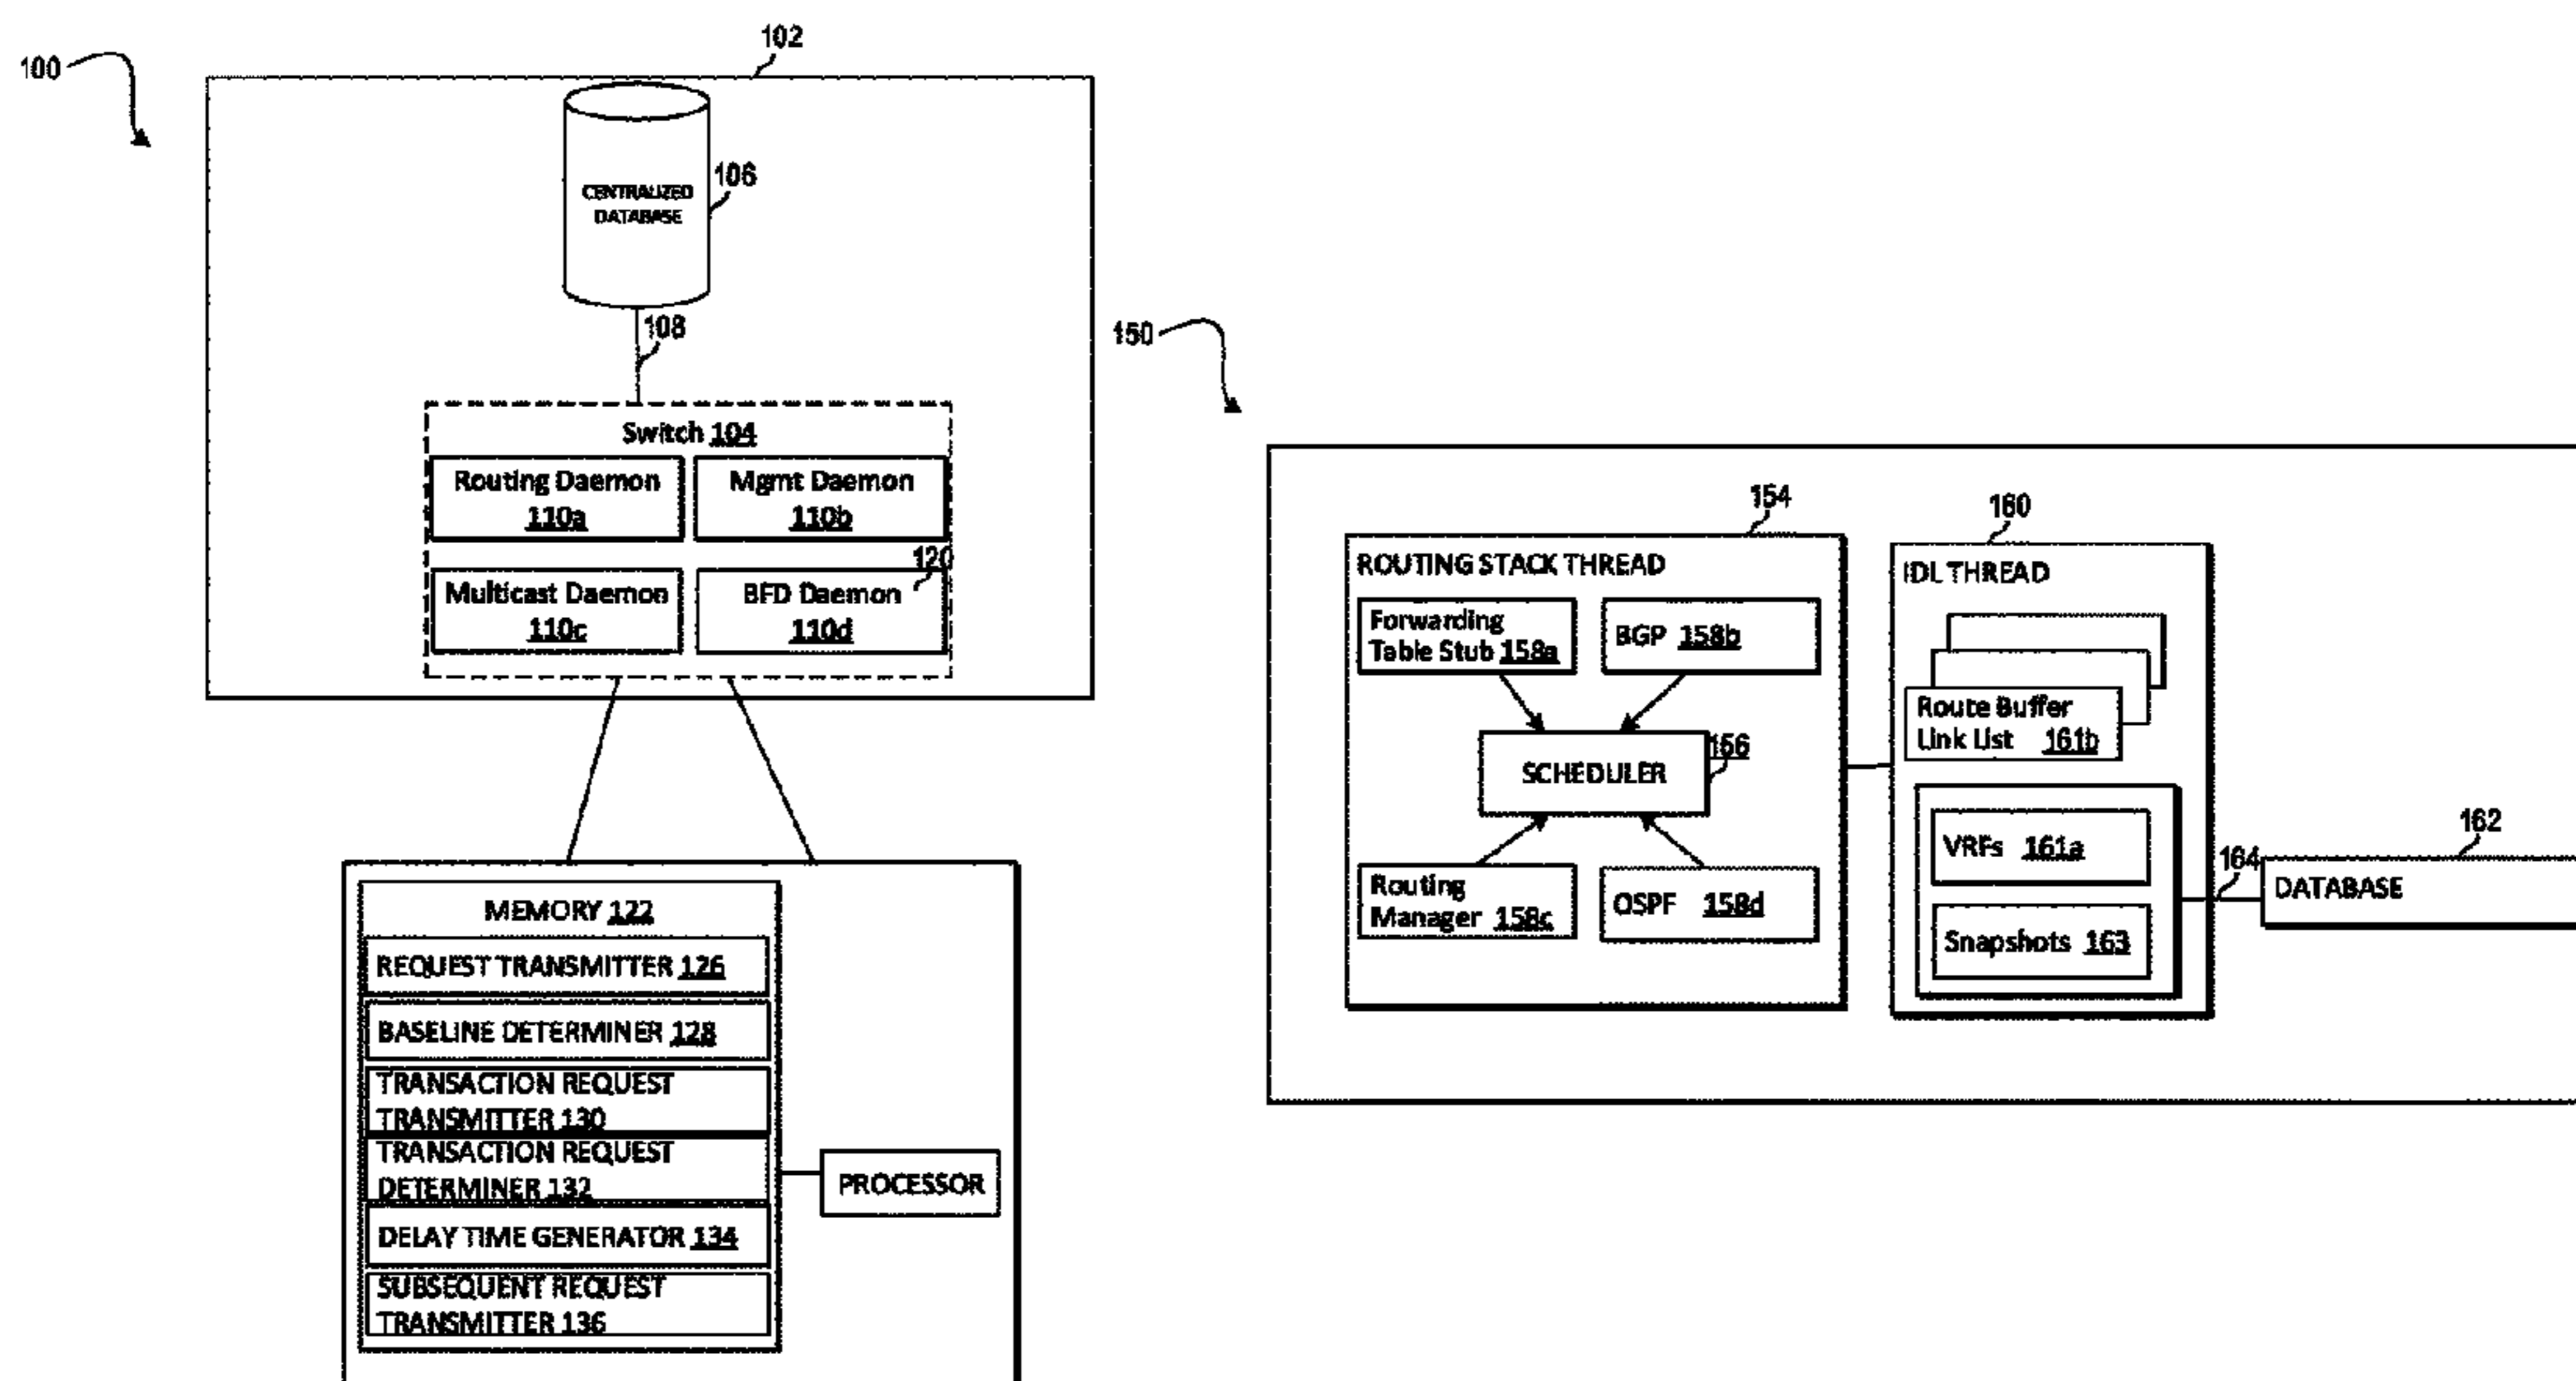 100
102
CENTRALIZED
DATABASE
106
108
Switch 104
Routing Daemon
110a
Mgmt Daemon
110b
Multicast Daemon
110c
120
BFD Daemon
110d
MEMORY 122
REQUEST TRANSMITTER 126
BASELINE DETERMINER 128
TRANSACTION REQUEST
TRANSMITTER 130
TRANSACTION REQUEST
DETERMINER 132
DELAY TIME GENERATOR 134
SUBSEQUENT REQUEST
TRANSMITTER 136
PROCESSOR
150
154
ROUTING STACK THREAD
Forwarding
Table Stub 158a
BGP 158b
156
SCHEDULER
Routing
Manager 158c
OSPF 158d
160
IDL THREAD
Route Buffer
Link List 161b
VRFs 161a
Snapshots 163
164
162
DATABASE